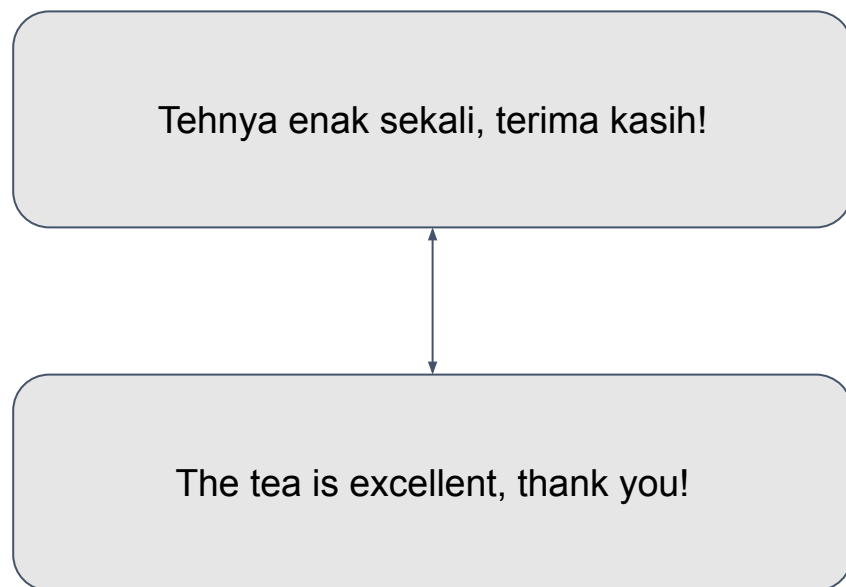 Tehnya enak sekali, terima kasih!
The tea is excellent, thank you!